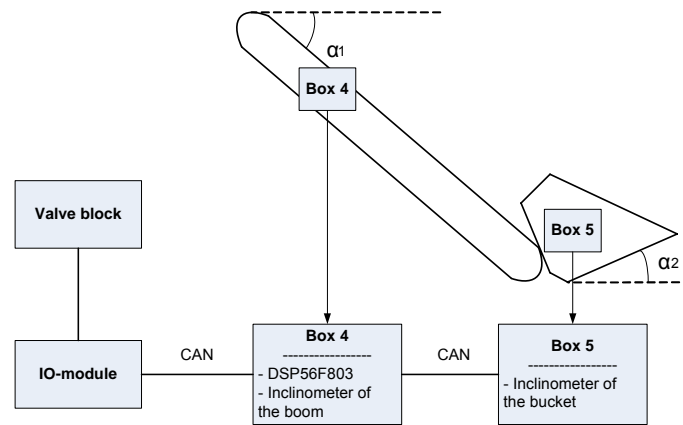 α1
Box 4
Valve block
Box 5
α2
Box 4
-----------------
- DSP56F803
- Inclinometer of
the boom
IO-module
CAN
CAN
Box 5
-----------------
- Inclinometer of
the bucket